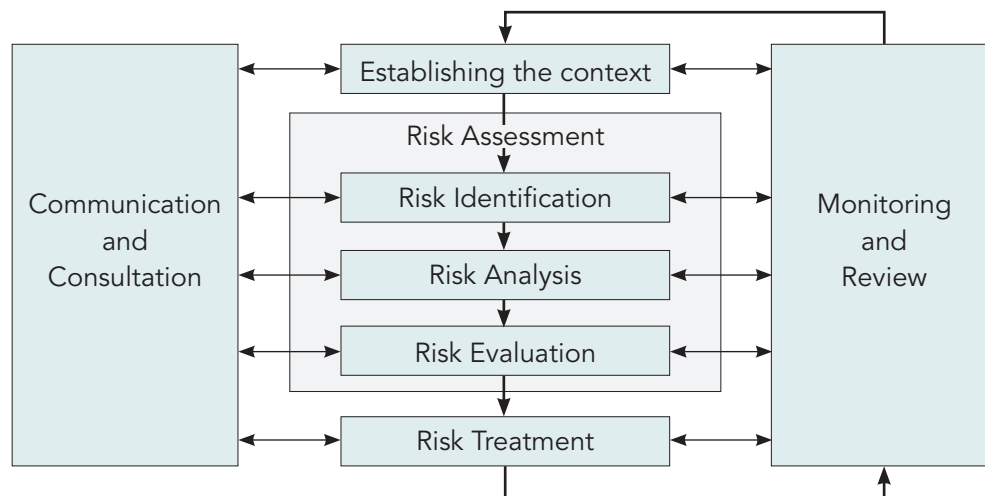 Establishing the context
Risk Assessment
Risk Identification
Risk Analysis
Risk Evaluation
Risk Treatment
Communication
and
Consultation
Monitoring
and
Review